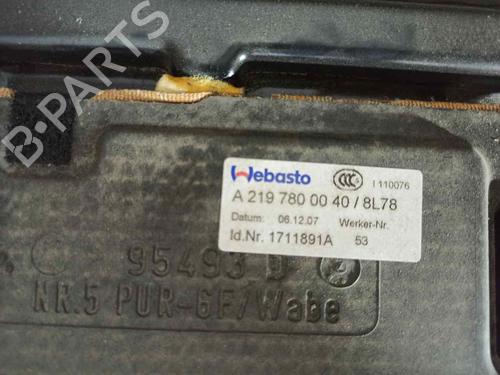 B-PARTS
Webasto CCC I 110076
A 219 780 00 40 / 8L78
Datum: 06.12.07 Werker-Nr.
Id.Nr. 1711891A 53
95493 D
NR.5 PUR-GF/Wabe